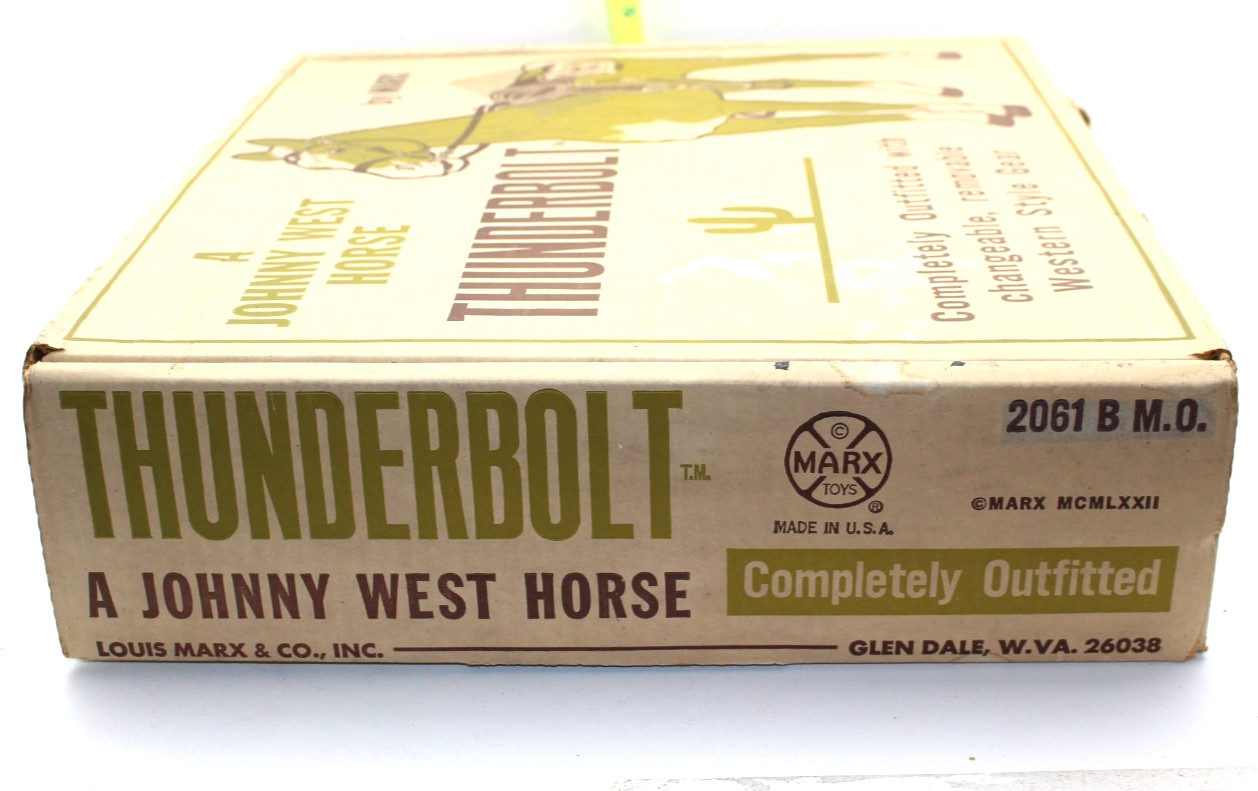 by MARX
A
JOHNNY WEST
HORSE
THUNDERBOLT
Completely Outfitted with
changeable, removable
Western Style Gear
THUNDERBOLT T.M.
A JOHNNY WEST HORSE
LOUIS MARX & CO., INC. GLEN DALE, W.VA. 26038
©
MARX
TOYS
®
MADE IN U.S.A.
2061 B M.O.
©MARX MCMLXXII
Completely Outfitted